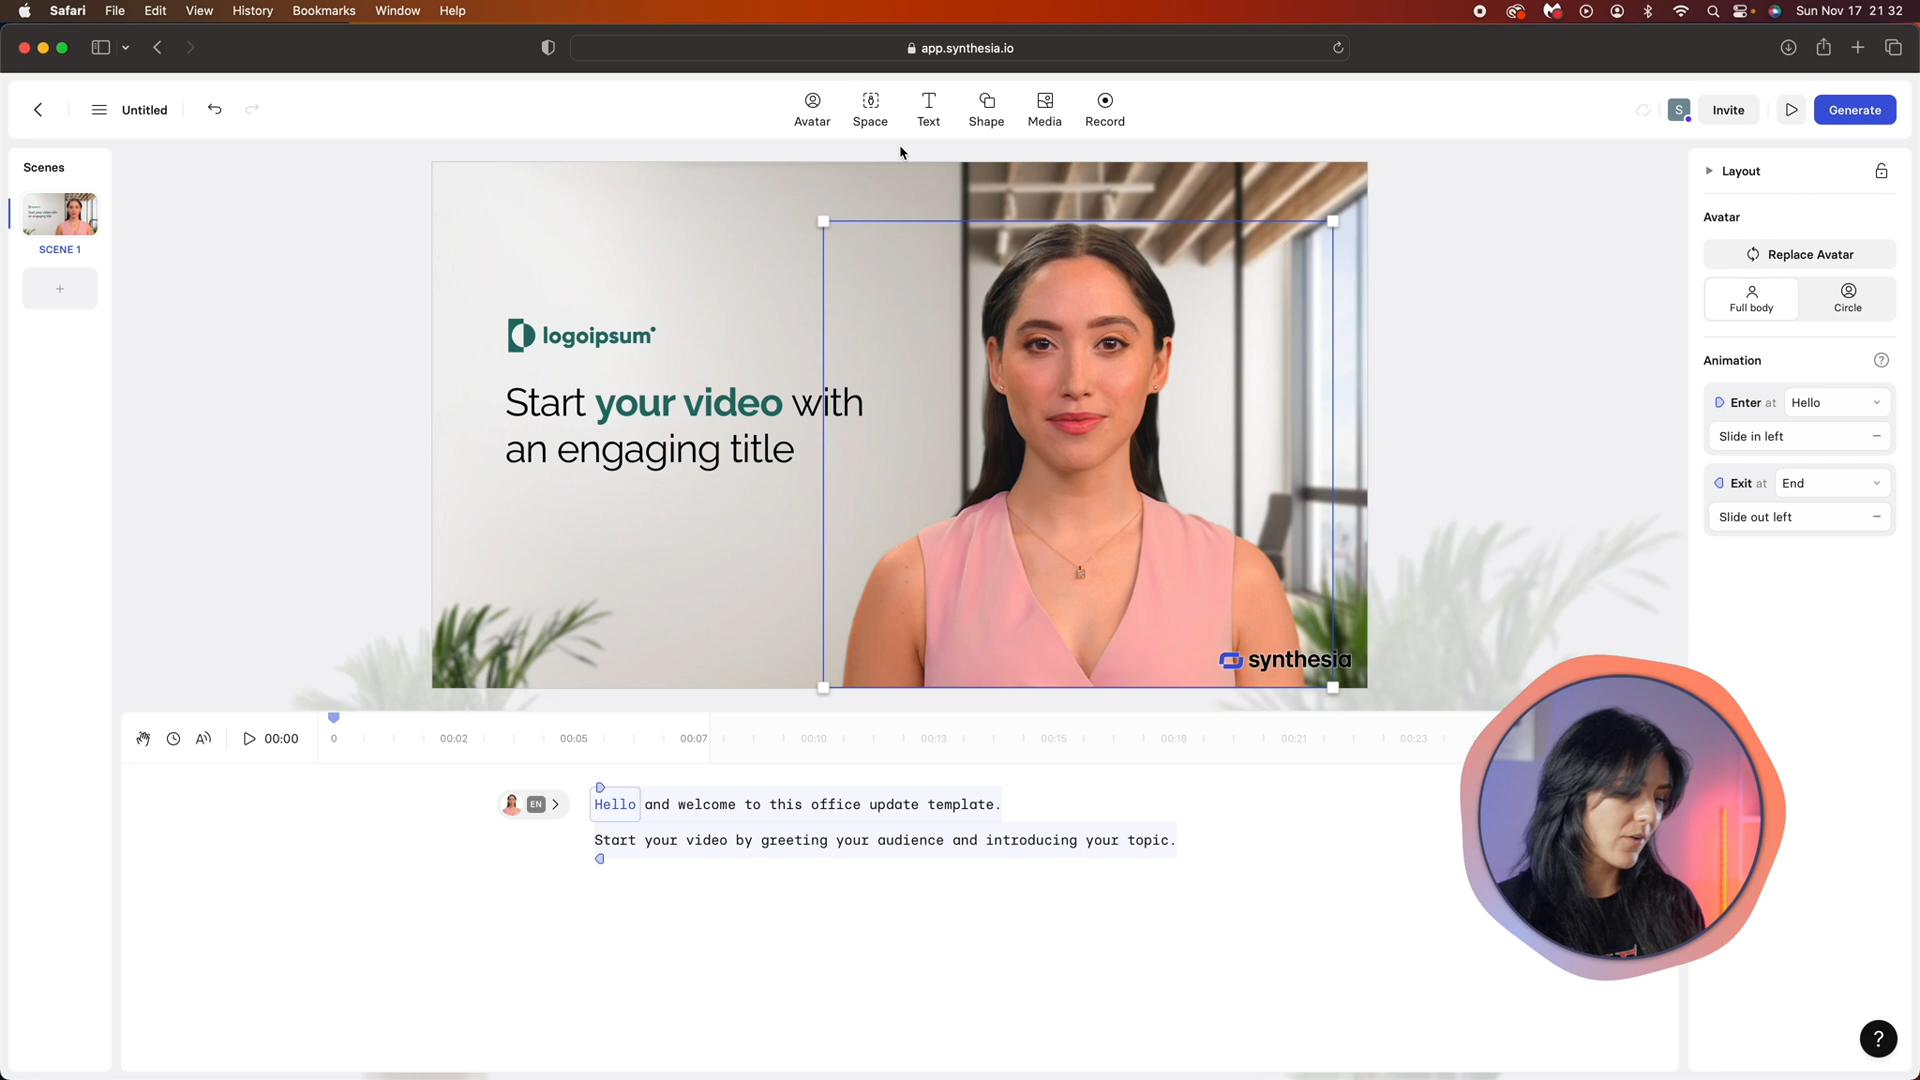 Safari File Edit View History Bookmarks Window Help Sun Nov 17 21 32
app.synthesia.io
Untitled
Avatar Space Text Shape Media Record
S Invite Generate
Scenes
SCENE 1
+
logoipsum
Start your video with
an engaging title
synthesia
Layout
Avatar
Replace Avatar
Full body Circle
Animation ?
Enter at Hello
Slide in left
Exit at End
Slide out left
00:00 0 00:02 00:05 00:07 00:10 00:13 00:15 00:18 00:21 00:23
EN Hello and welcome to this office update template.
Start your video by greeting your audience and introducing your topic.
?